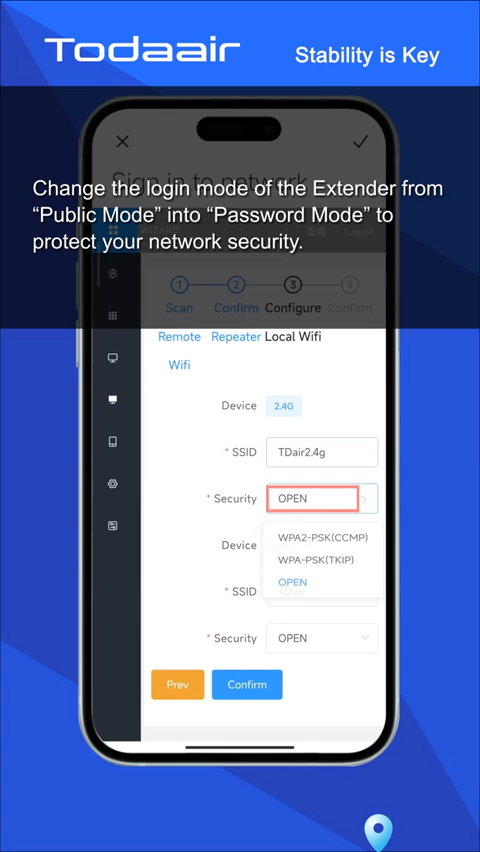 Todaair
Stability is Key
Sign in to network
Change the login mode of the Extender from
“Public Mode” into “Password Mode” to
protect your network security.
WIZARD 语言 Logout
1 2 3 4
Scan Confirm Configure Confirm
Remote Repeater Local Wifi
Wifi
Device 2.4G
* SSID TDair2.4g
* Security OPEN
WPA2-PSK(CCMP)
Device
WPA-PSK(TKIP)
OPEN
* SSID TDair
* Security OPEN
Prev Confirm